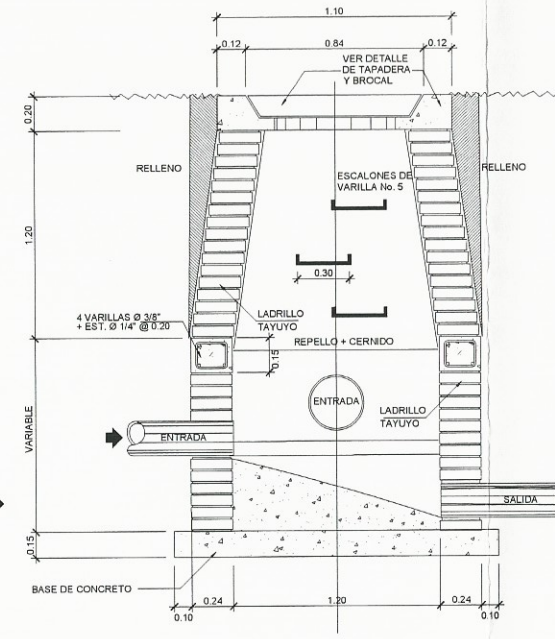 1.10
0.12
0.84
0.12
VER DETALLE
DE TAPADERA
Y BROCAL
0.20
RELLENO
RELLENO
ESCALONES DE
VARILLA No. 5
1.20
0.30
4 VARILLAS Ø 3/8"
+ EST. Ø 1/4" @ 0.20
LADRILLO
TAYUYO
REPELLO + CERNIDO
0.15
ENTRADA
LADRILLO
TAYUYO
VARIABLE
ENTRADA
SALIDA
0.15
BASE DE CONCRETO
0.10
0.24
1.20
0.24
0.10